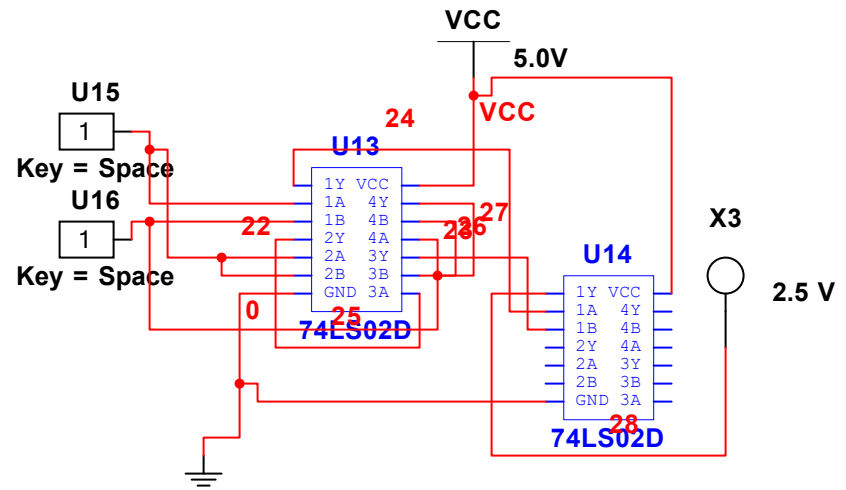 VCC
5.0V
U15
1
Key = Space
U16
1
Key = Space
24
VCC
U13
1Y VCC
1A 4Y
1B 4B
2Y 4A
2A 3Y
2B 3B
GND 3A
74LS02D
22
27
26
0
25
X3
2.5 V
U14
1Y VCC
1A 4Y
1B 4B
2Y 4A
2A 3Y
2B 3B
GND 3A
74LS02D
28